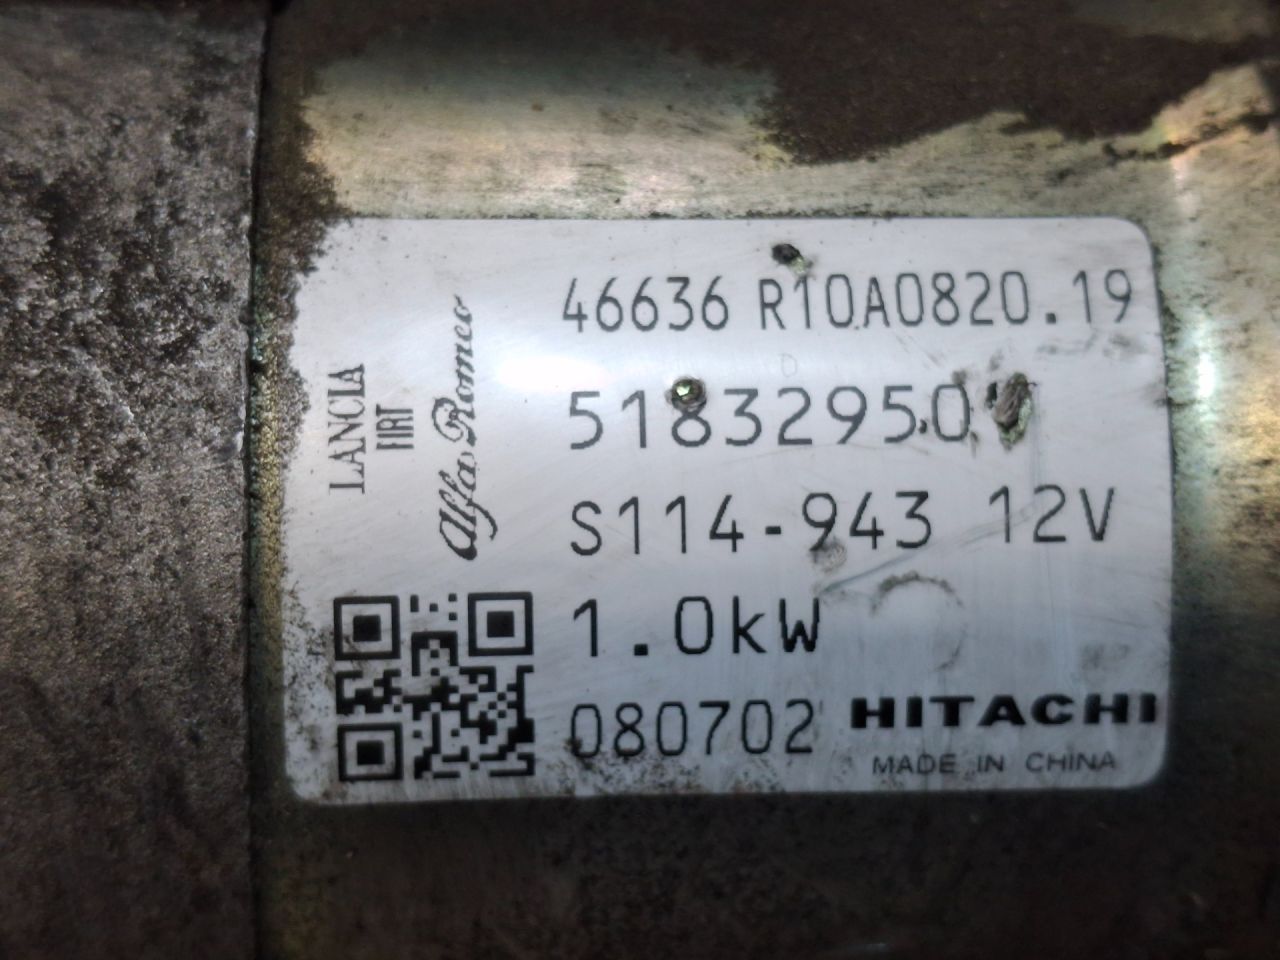 46636 R10A0820.19
51832950
S114-943 12V
1.0kW
080702 HITACHI
MADE IN CHINA
LANCIA
FIAT
Alfa Romeo